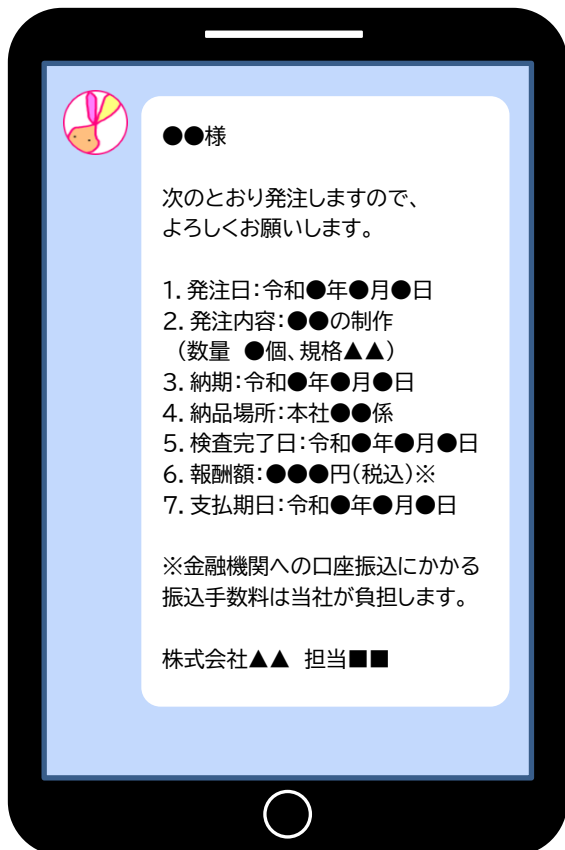 ●●様
次のとおり発注しますので、
よろしくお願いします。
1. 発注日：令和●年●月●日
2. 発注内容：●●の制作
（数量　●個、規格▲▲）
3. 納期：令和●年●月●日
4. 納品場所：本社●●係
5. 検査完了日：令和●年●月●日
6. 報酬額：●●●円（税込）※
7. 支払期日：令和●年●月●日
※金融機関への口座振込にかかる
振込手数料は当社が負担します。
株式会社▲▲　担当■■